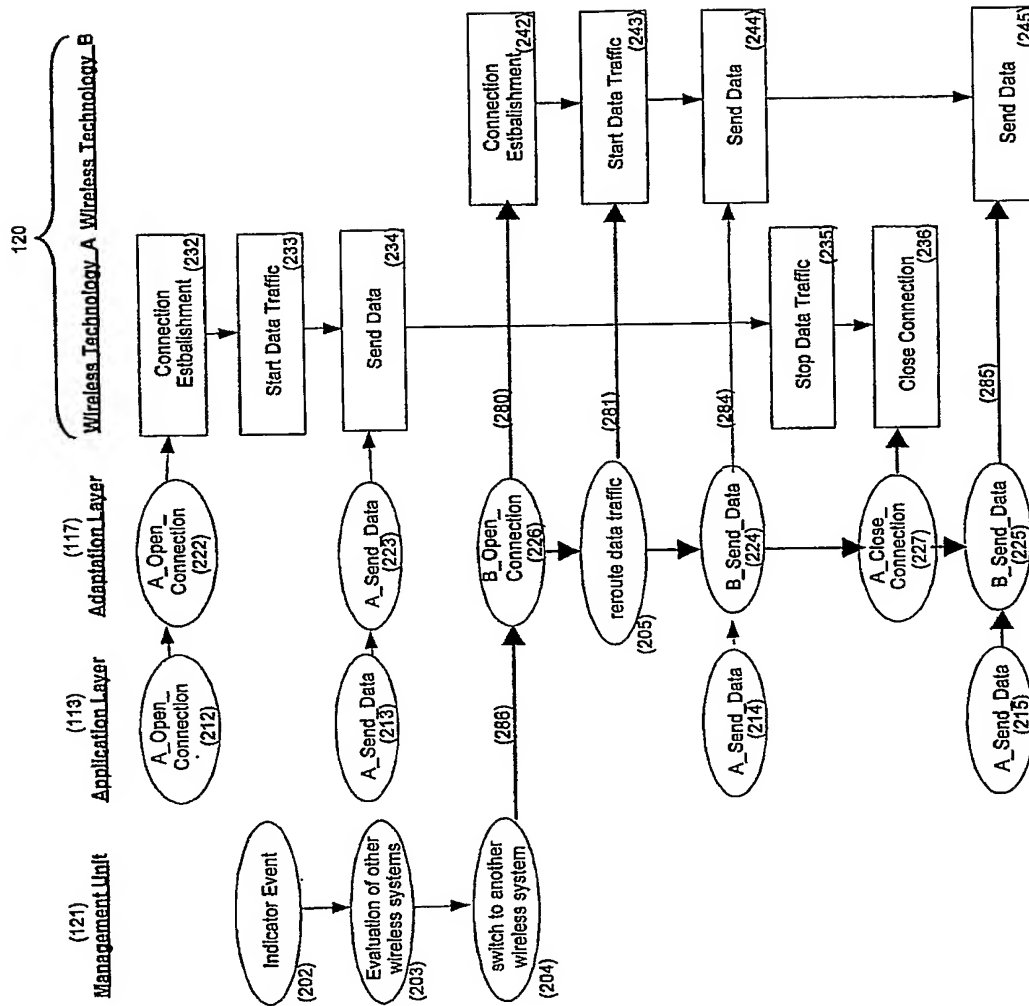 120
(121)
Management Unit
(113)
Application Layer
(117)
Adaptation Layer
Wireless Technology A
Wireless Technology B
A_Open_
Connection
(212)
A_Open_
Connection
(222)
Connection
Estbalishment
(232)
Indicator Event
(202)
Start Data Traffic
(233)
Evaluation of other
wireless systems
(203)
A_Send_Data
(213)
A_Send_Data
(223)
Send Data
(234)
switch to another
wireless system
(204)
(286)
B_Open_
Connection
(226)
(280)
Connection
Estbalishment
(242)
reroute data traffic
(205)
(281)
Start Data Traffic
(243)
A_Send_Data
(214)
B_Send_Data
(224)
(284)
Send Data
(244)
Stop Data Traffic
(235)
A_Close_
Connection
(227)
Close Connection
(236)
A_Send_Data
(215)
B_Send_Data
(225)
(285)
Send Data
(245)